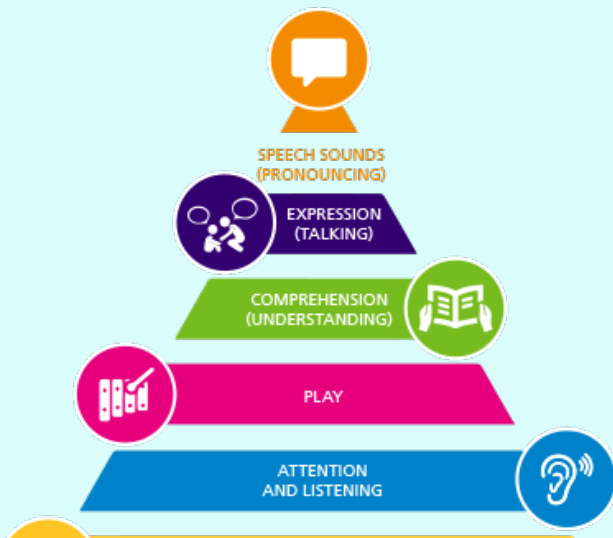 SPEECH SOUNDS
(PRONOUNCING)
EXPRESSION
(TALKING)
COMPREHENSION
(UNDERSTANDING)
PLAY
ATTENTION
AND LISTENING